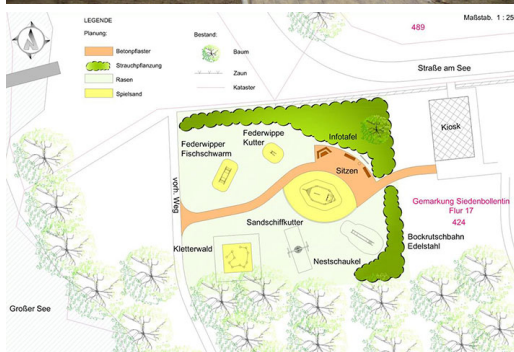 LEGENDE
Planung:
Betonpflaster
Strauchpflanzung
Rasen
Spielsand
Bestand:
Baum
Zaun
Kataster
Maßstab. 1 : 25
489
Straße am See
Kiosk
Federwipper
Fischschwarm
Federwippe
Kutter
Infotafel
Sitzen
vorh. Weg
Gemarkung Siedenbollentin
Flur 17
424
Sandschiffkutter
Bockrutschbahn
Edelstahl
Kletterwald
Nestschaukel
Großer See